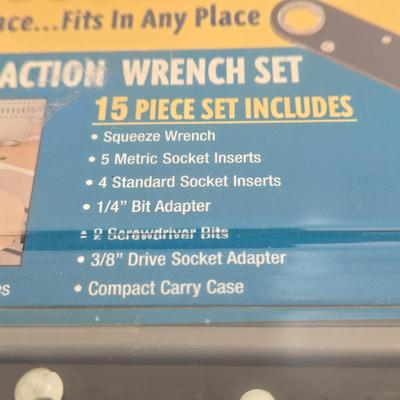 ace...Fits In Any Place
ACTION WRENCH SET
15 PIECE SET INCLUDES
• Squeeze Wrench
• 5 Metric Socket Inserts
• 4 Standard Socket Inserts
• 1/4" Bit Adapter
• 2 Screwdriver Bits
• 3/8" Drive Socket Adapter
es • Compact Carry Case